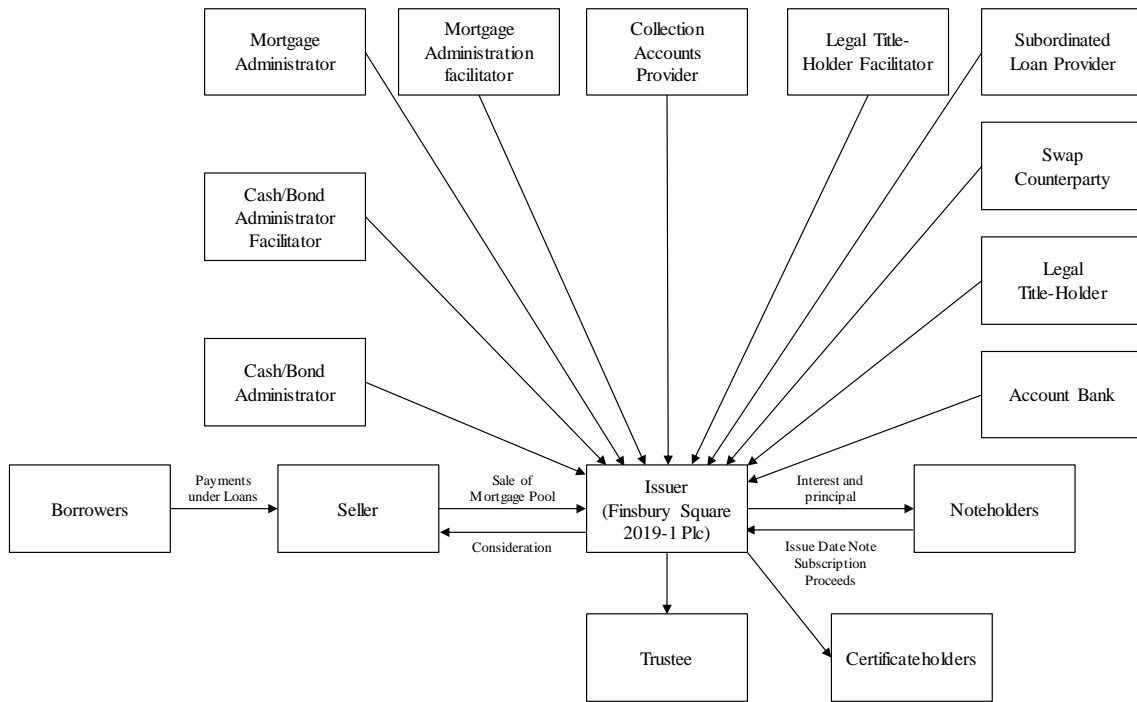 Mortgage
Administrator
Mortgage
Administration
facilitator
Collection
Accounts
Provider
Legal Title-
Holder Facilitator
Subordinated
Loan Provider
Swap
Counterparty
Cash/Bond
Administrator
Facilitator
Legal
Title-Holder
Cash/Bond
Administrator
Account Bank
Borrowers
Payments
under Loans
Seller
Sale of
Mortgage Pool
Consideration
Issuer
(Finsbury Square
2019-1 Plc)
Interest and
principal
Issue Date Note
Subscription
Proceeds
Noteholders
Trustee
Certificateholders